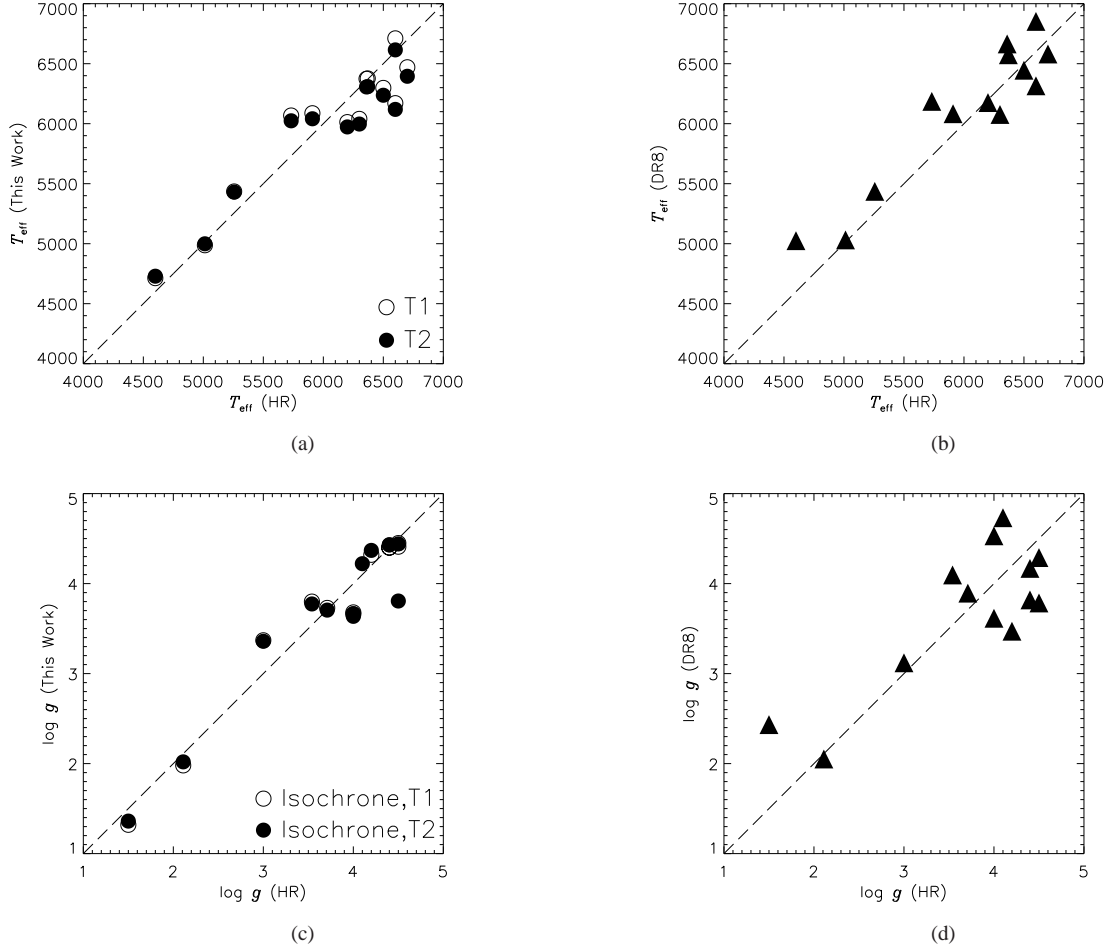 7000
6500
6000
5500
5000
4500
4000
T_eff (This Work)
T1
T2
4000 4500 5000 5500 6000 6500 7000
T_eff (HR)
(a)
7000
6500
6000
5500
5000
4500
4000
T_eff (DR8)
4000 4500 5000 5500 6000 6500 7000
T_eff (HR)
(b)
5
4
3
2
1
log g (This Work)
Isochrone,T1
Isochrone,T2
1 2 3 4 5
log g (HR)
(c)
5
4
3
2
1
log g (DR8)
1 2 3 4 5
log g (HR)
(d)